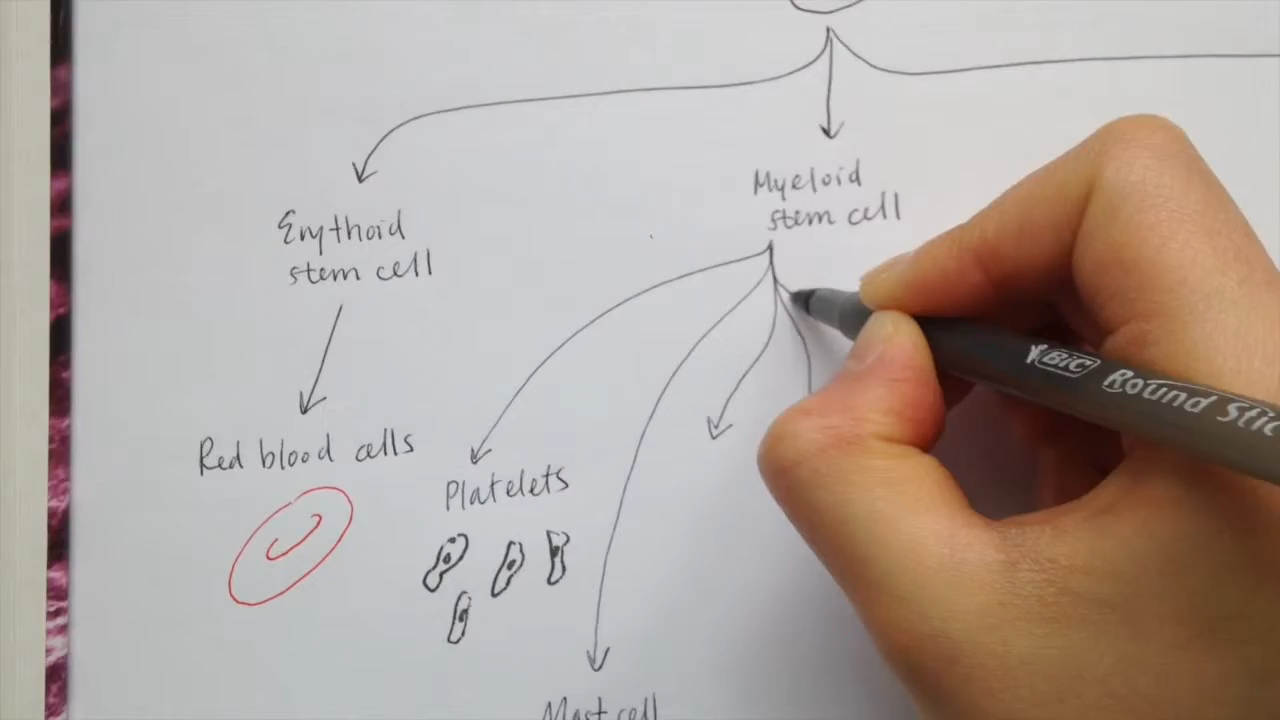 Myeloid
stem cell
Erythoid
stem cell
BIC Round Stic
Red blood cells
Platelets
Mast cell